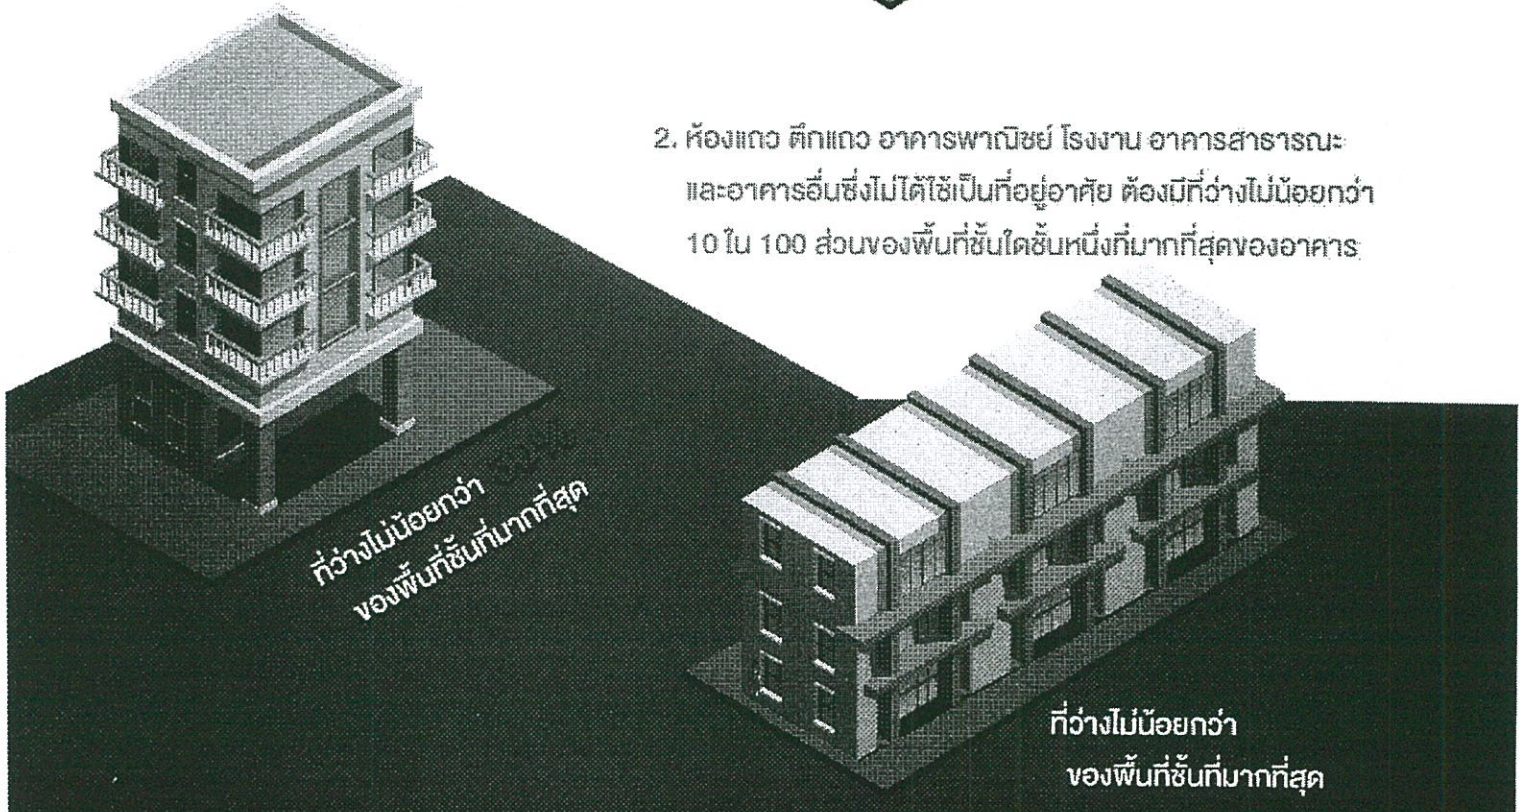 2. ห้องแถว ตึกแถว อาคารพาณิชย์ โรงงาน อาคารสาธารณะ
และอาคารอื่นซึ่งไม่ได้ใช้เป็นที่อยู่อาศัย ต้องมีที่ว่างไม่น้อยกว่า
10 ใน 100 ส่วนของพื้นที่ชั้นใดชั้นหนึ่งที่มากที่สุดของอาคาร
ที่ว่างไม่น้อยกว่า
ของพื้นที่ชั้นที่มากที่สุด
ที่ว่างไม่น้อยกว่า
ของพื้นที่ชั้นที่มากที่สุด